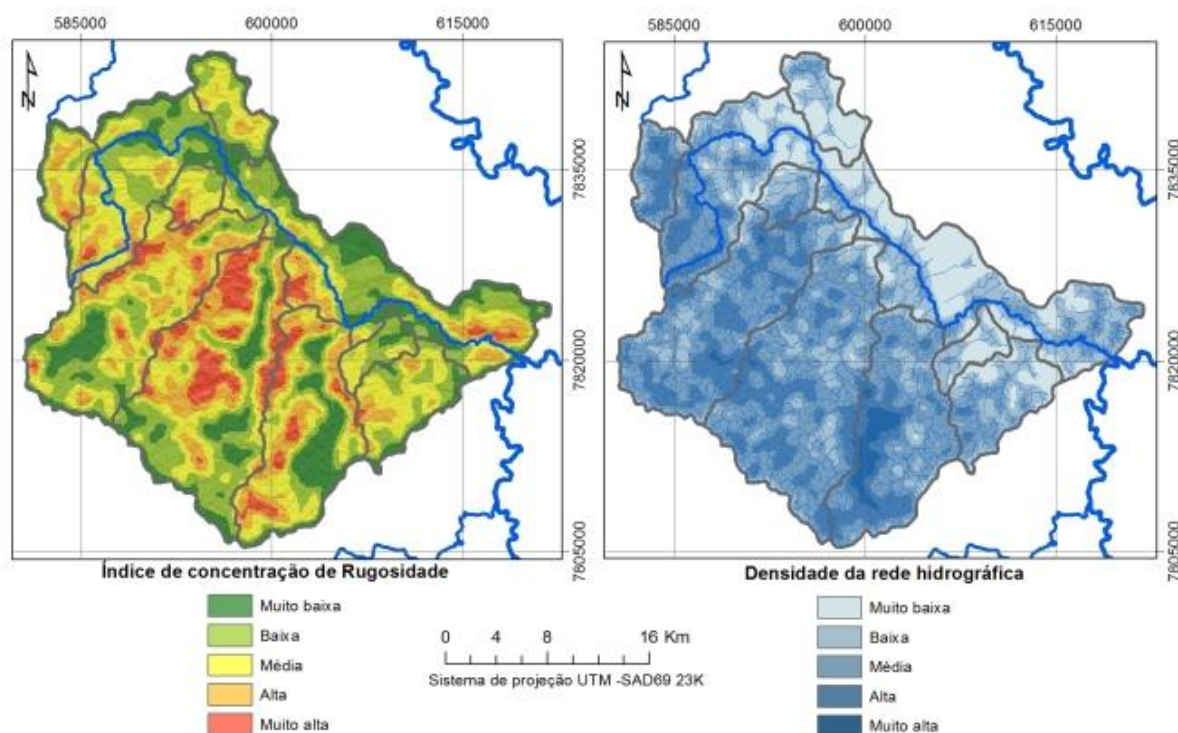 585000 600000 615000 585000 600000 615000
N N
7835000 7835000
7820000 7820000
7805000 7805000
Índice de concentração de Rugosidade
Muito baixa
Baixa
Média
Alta
Muito alta
0 4 8 16 Km
Sistema de projeção UTM -SAD69 23K
Densidade da rede hidrográfica
Muito baixa
Baixa
Média
Alta
Muito alta